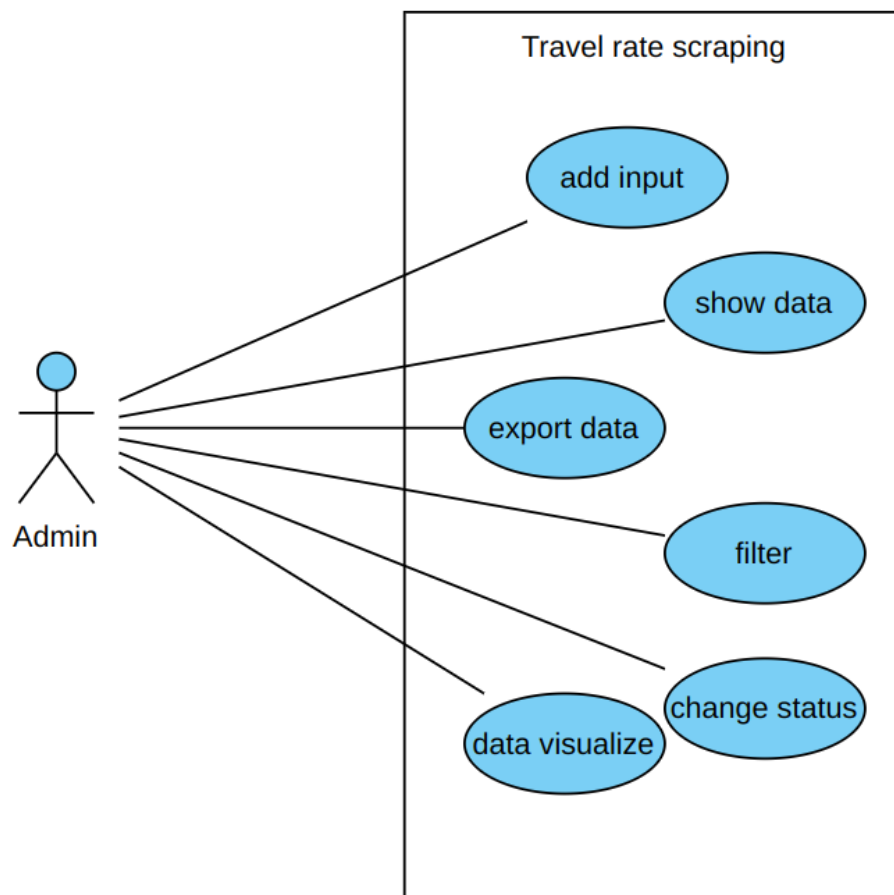 Travel rate scraping
add input
show data
export data
Admin
filter
change status
data visualize